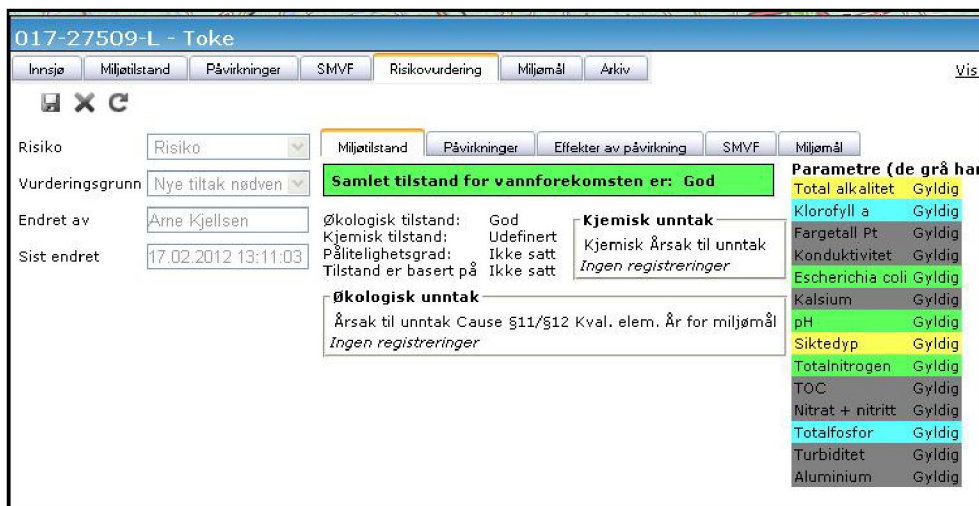 017-27509-L - Toke
Innsjø Miljøtilstand Påvirkninger SMVF Risikovurdering Miljømål Arkiv Vis
Risiko Risiko
Vurderingsgrunn Nye tiltak nødven
Endret av Arne Kjellsen
Sist endret 17.02.2012 13:11:03
Miljøtilstand Påvirkninger Effekter av påvirkning SMVF Miljømål
Samlet tilstand for vannforekomsten er: God
Økologisk tilstand: God
Kjemisk tilstand: Udefinert
Pålitelighetsgrad: Ikke satt
Tilstand er basert på Ikke satt
Kjemisk unntak
Kjemisk Årsak til unntak
Ingen registreringer
Økologisk unntak
Årsak til unntak Cause §11/§12 Kval. elem. År for miljømål
Ingen registreringer
Parametre (de grå har
Total alkalitet Gyldig
Klorofyll a Gyldig
Fargetall Pt Gyldig
Konduktivitet Gyldig
Escherichia coli Gyldig
Kalsium Gyldig
pH Gyldig
Siktedyp Gyldig
Totalnitrogen Gyldig
TOC Gyldig
Nitrat + nitritt Gyldig
Totalfosfor Gyldig
Turbiditet Gyldig
Aluminium Gyldig